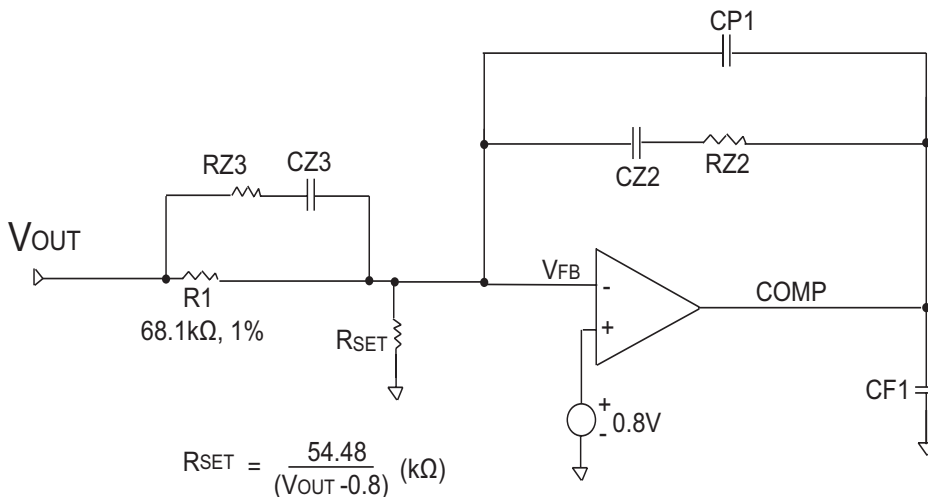 CP1
CZ2
RZ2
RZ3
CZ3
VOUT
R1
68.1kΩ, 1%
RSET
VFB
-
+
COMP
+
-
0.8V
CF1
RSET = 54.48 / (VOUT -0.8) (kΩ)